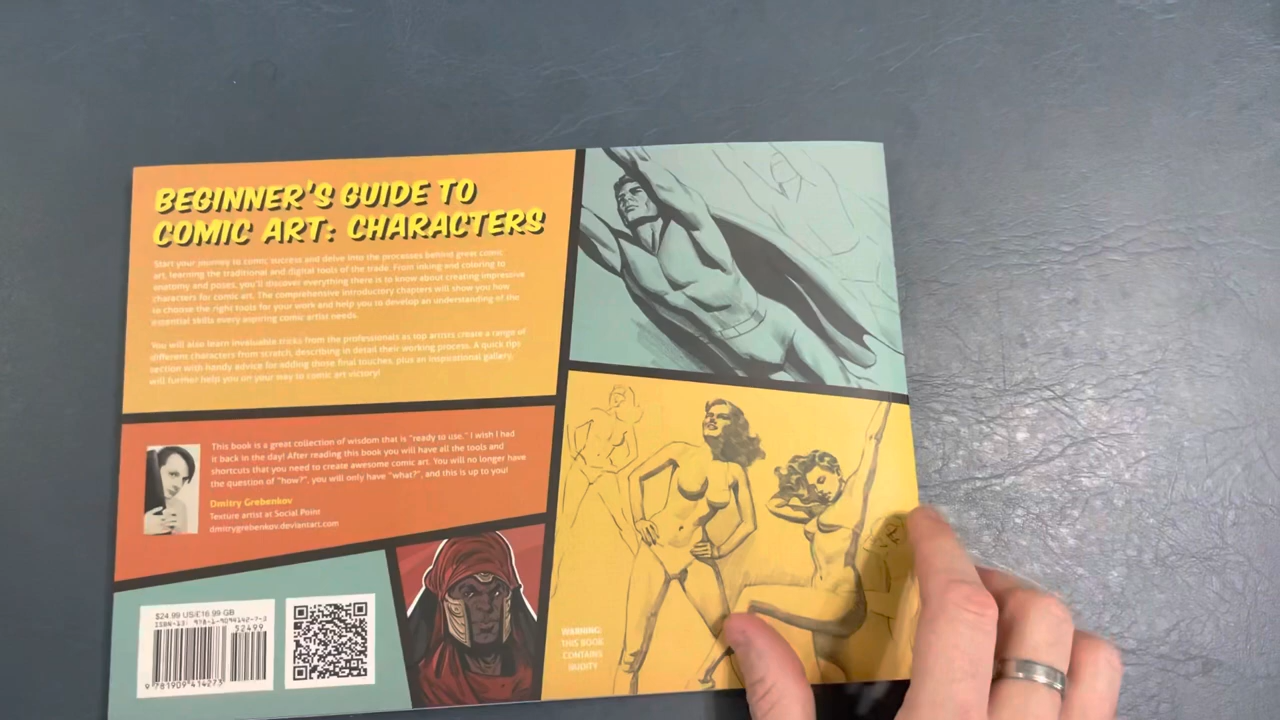 BEGINNER'S GUIDE TO
COMIC ART: CHARACTERS
Start your journey to comic success and delve into the processes behind great comic
art, learning the traditional and digital tools of the trade. From inking and coloring to
anatomy and poses, you'll discover everything there is to know about creating impressive
characters for comic art. The comprehensive introductory chapters will show you how
to choose the right tools for your work and help you to develop an understanding of the
essential skills every aspiring comic artist needs.
You will also learn invaluable tricks from the professionals as top artists create a range of
different characters from scratch, describing in detail their working process. A quick tips
section with handy advice for adding those final touches, plus an inspirational gallery,
will further help you on your way to comic art victory!
This book is a great collection of wisdom that is "ready to use." I wish I had
it back in the day! After reading this book you will have all the tools and
shortcuts that you need to create awesome comic art. You will no longer have
the question of "how?", you will only have "what?", and this is up to you!
Dmitry Grebenkov
Texture artist at Social Point
dmitrygrebenkov.deviantart.com
$24.99 US/£16.99 GB
ISBN-13: 978-1-9094142-7-3
52499
9 781909 414273
WARNING:
THIS BOOK
CONTAINS
NUDITY